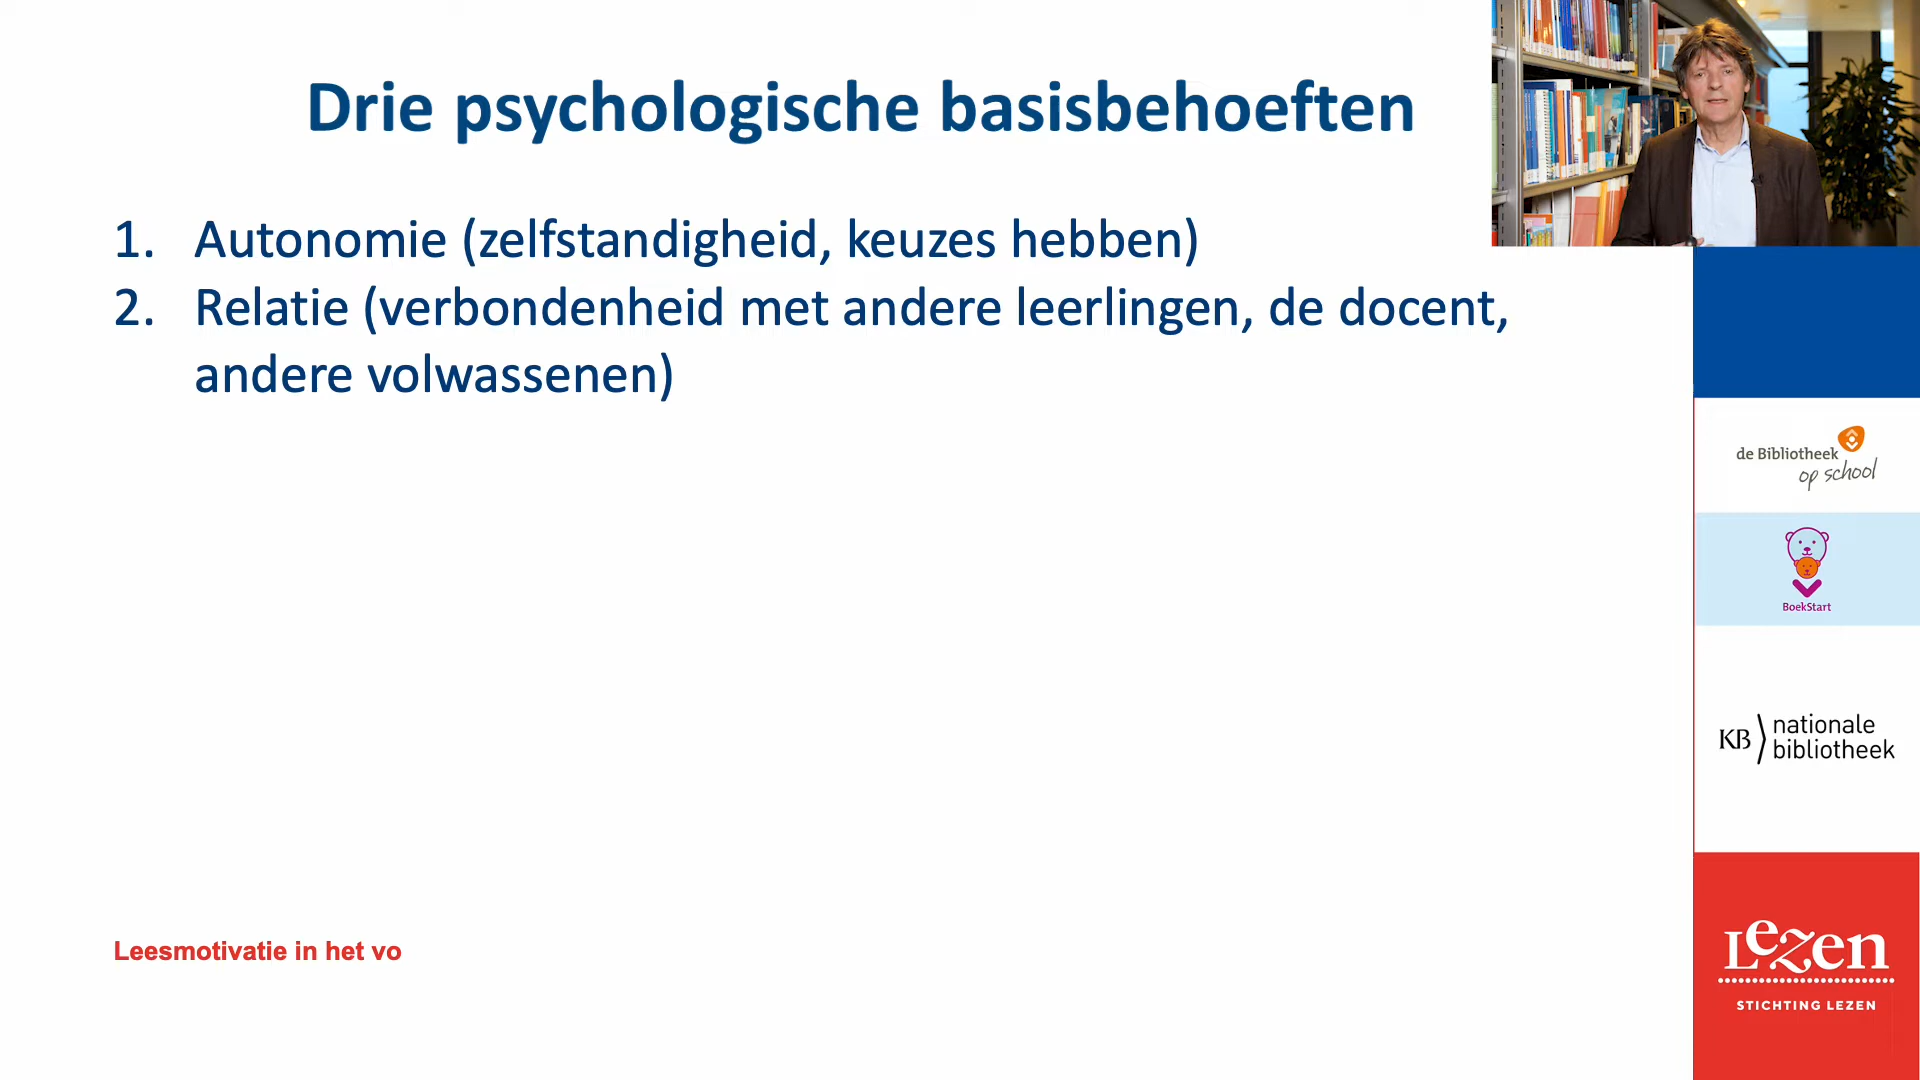 Drie psychologische basisbehoeften
1. Autonomie (zelfstandigheid, keuzes hebben)
2. Relatie (verbondenheid met andere leerlingen, de docent,
andere volwassenen)
de Bibliotheek
op school
BoekStart
KB nationale
bibliotheek
Leesmotivatie in het vo
Lezen
STICHTING LEZEN